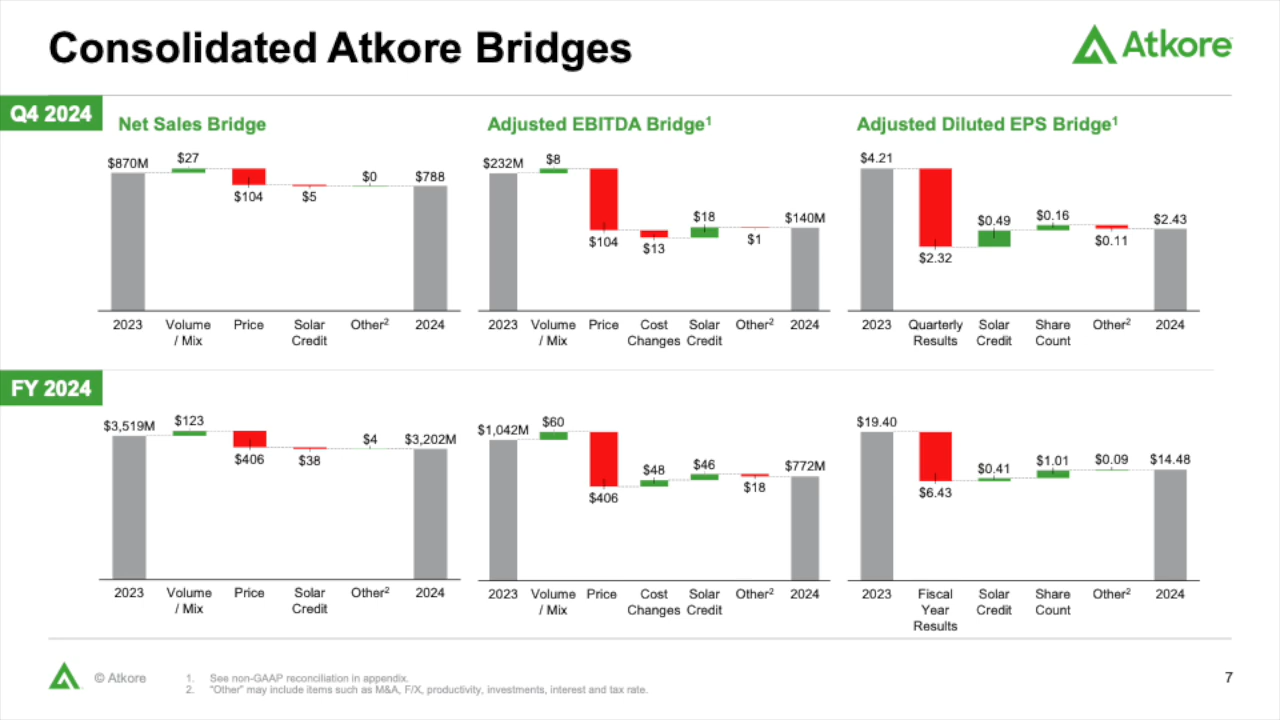 Consolidated Atkore Bridges
Atkore
Q4 2024
Net Sales Bridge
$870M
$27
$104
$5
$0
$788
2023
Volume
/ Mix
Price
Solar
Credit
Other2
2024
Adjusted EBITDA Bridge1
$232M
$8
$104
$13
$18
$1
$140M
2023
Volume
/ Mix
Price
Cost
Changes
Solar
Credit
Other2
2024
Adjusted Diluted EPS Bridge1
$4.21
$2.32
$0.49
$0.16
$0.11
$2.43
2023
Quarterly
Results
Solar
Credit
Share
Count
Other2
2024
FY 2024
$3,519M
$123
$406
$38
$4
$3,202M
2023
Volume
/ Mix
Price
Solar
Credit
Other2
2024
$1,042M
$60
$406
$48
$46
$18
$772M
2023
Volume
/ Mix
Price
Cost
Changes
Solar
Credit
Other2
2024
$19.40
$6.43
$0.41
$1.01
$0.09
$14.48
2023
Fiscal
Year
Results
Solar
Credit
Share
Count
Other2
2024
© Atkore
1. See non-GAAP reconciliation in appendix.
2. “Other” may include items such as M&A, F/X, productivity, investments, interest and tax rate.
7